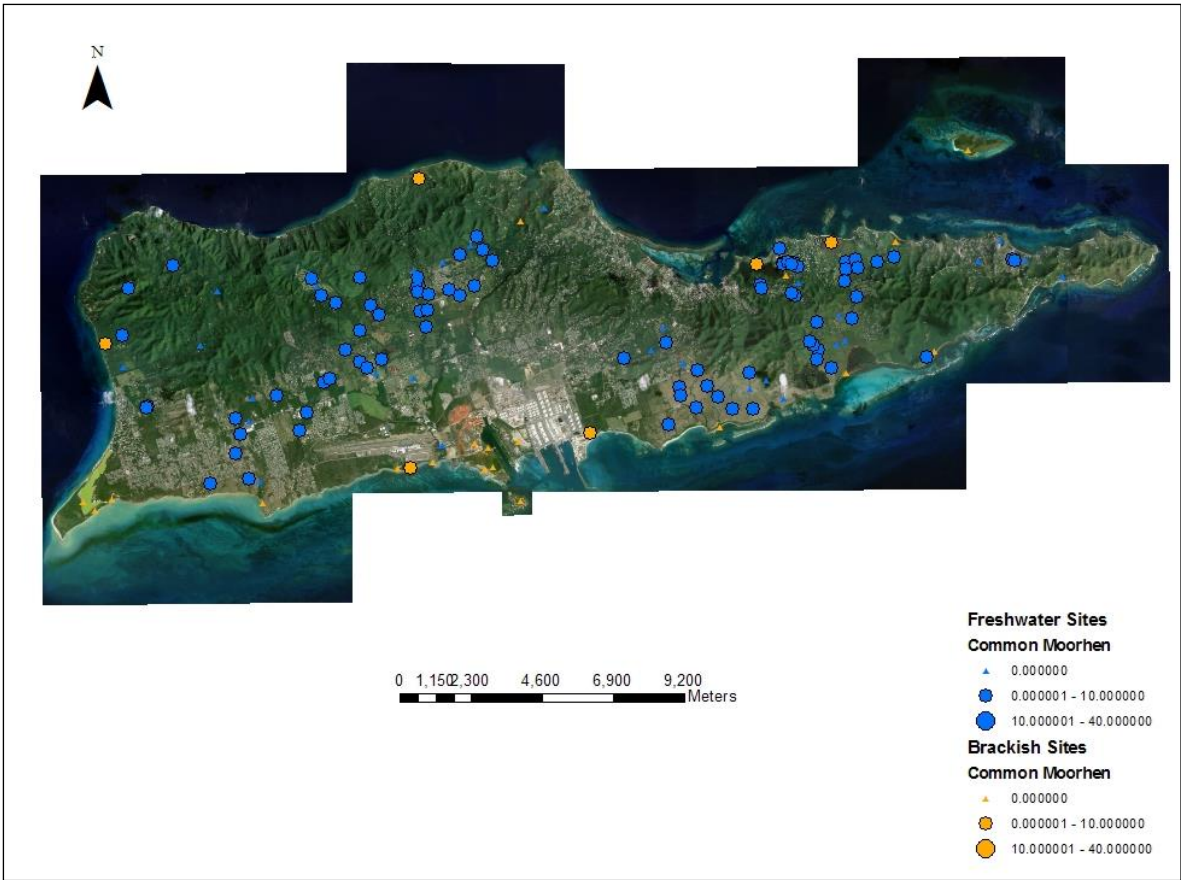 N
0 1,150 2,300 4,600 6,900 9,200
Meters
Freshwater Sites
Common Moorhen
0.000000
0.000001 - 10.000000
10.000001 - 40.000000
Brackish Sites
Common Moorhen
0.000000
0.000001 - 10.000000
10.000001 - 40.000000